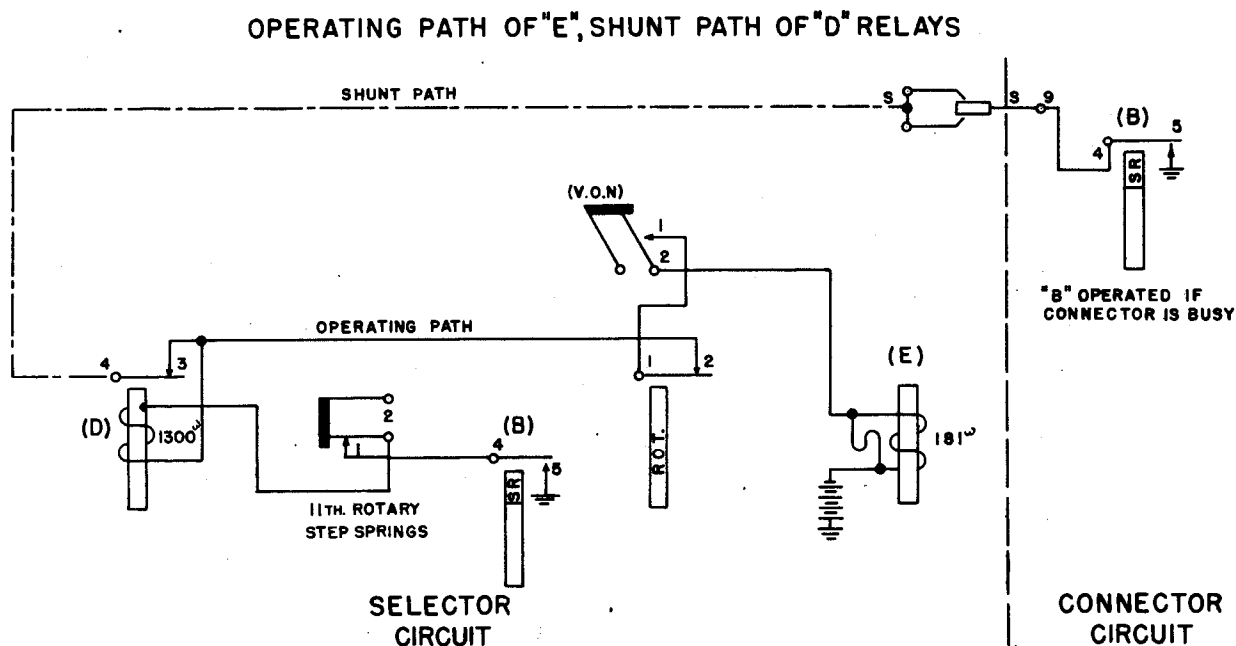 OPERATING PATH OF "E", SHUNT PATH OF "D" RELAYS
SHUNT PATH
S
S
9
(B)
5
4
SR
(V.O.N)
1
2
"B" OPERATED IF
CONNECTOR IS BUSY
OPERATING PATH
4
3
1
2
(E)
(D)
1300ω
2
1
(B)
4
5
SR
ROT.
181ω
11TH. ROTARY
STEP SPRINGS
SELECTOR
CIRCUIT
CONNECTOR
CIRCUIT